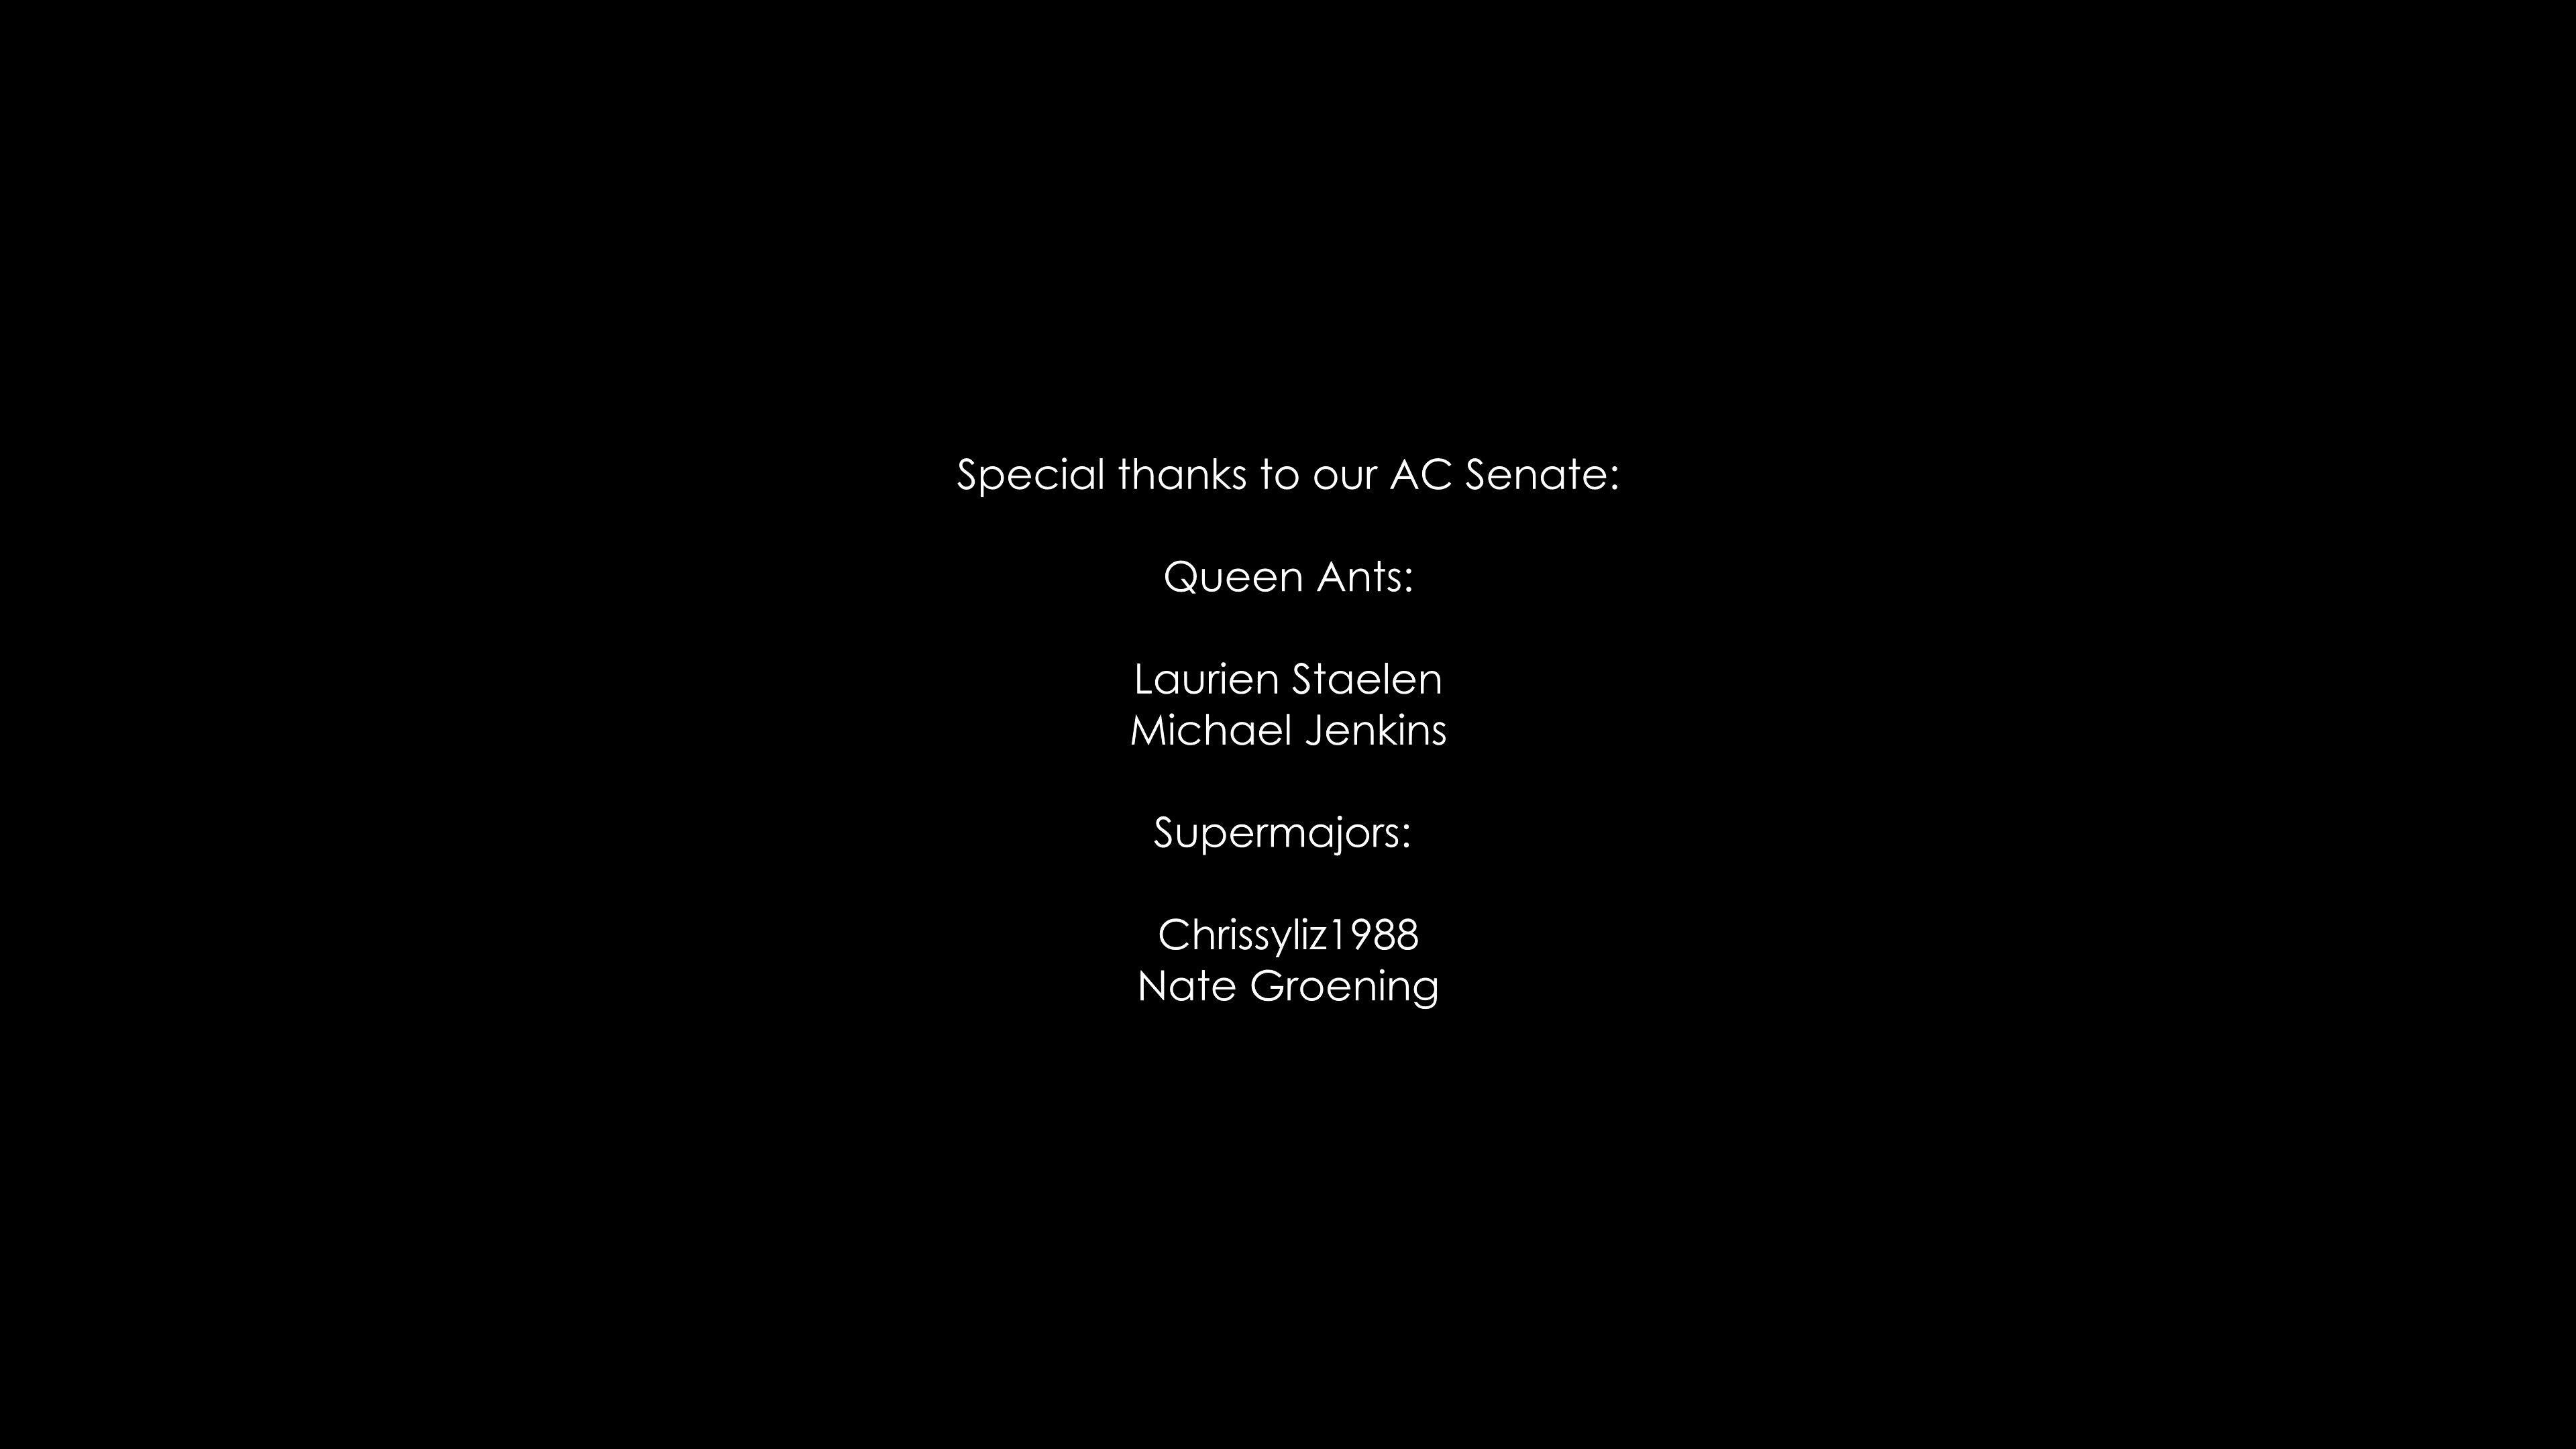 Special thanks to our AC Senate:
Queen Ants:
Laurien Staelen
Michael Jenkins
Supermajors:
Chrissyliz1988
Nate Groening